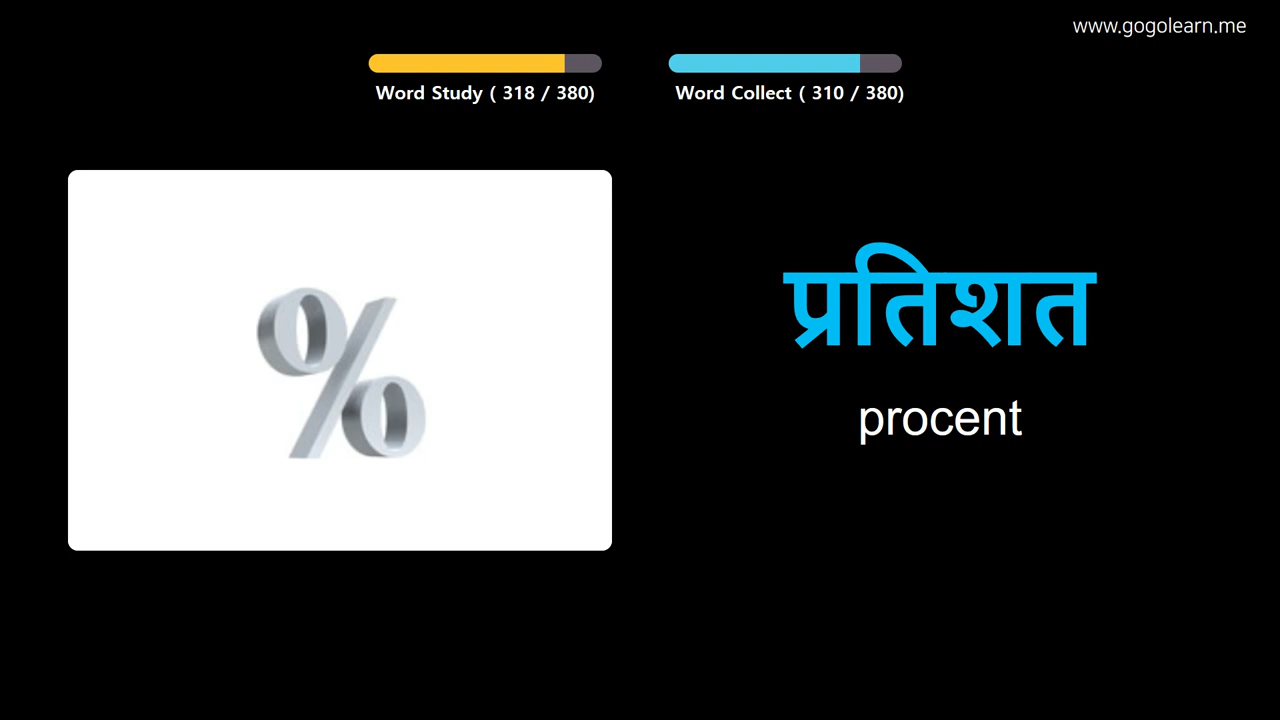 www.gogolearn.me
Word Study ( 318 / 380)
Word Collect ( 310 / 380)
%
प्रतिशत
procent